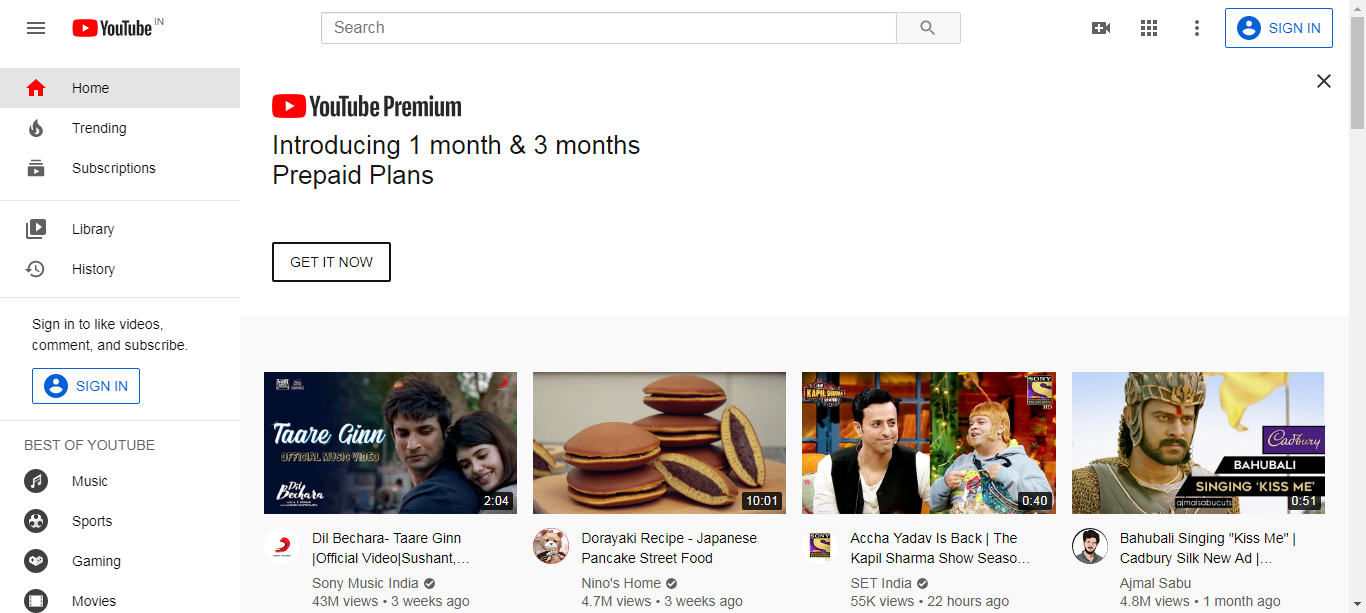 YouTube IN
Search
SIGN IN
Home
Trending
Subscriptions
Library
History
Sign in to like videos,
comment, and subscribe.
SIGN IN
BEST OF YOUTUBE
Music
Sports
Gaming
Movies
YouTube Premium
Introducing 1 month & 3 months
Prepaid Plans
GET IT NOW
Taare Ginn
OFFICIAL MUSIC VIDEO
Dil
Bechara
2:04
Dil Bechara- Taare Ginn
|Official Video|Sushant,…
Sony Music India
43M views • 3 weeks ago
10:01
Dorayaki Recipe - Japanese
Pancake Street Food
Nino's Home
4.7M views • 3 weeks ago
KAPIL SHARMA
SONY
HD
0:40
SONY
Accha Yadav Is Back | The
Kapil Sharma Show Seaso…
SET India
55K views • 22 hours ago
Cadbury
BAHUBALI
SINGING 'KISS ME'
ajmalsabucuts
0:51
Bahubali Singing "Kiss Me" |
Cadbury Silk New Ad |…
Ajmal Sabu
4.8M views • 1 month ago